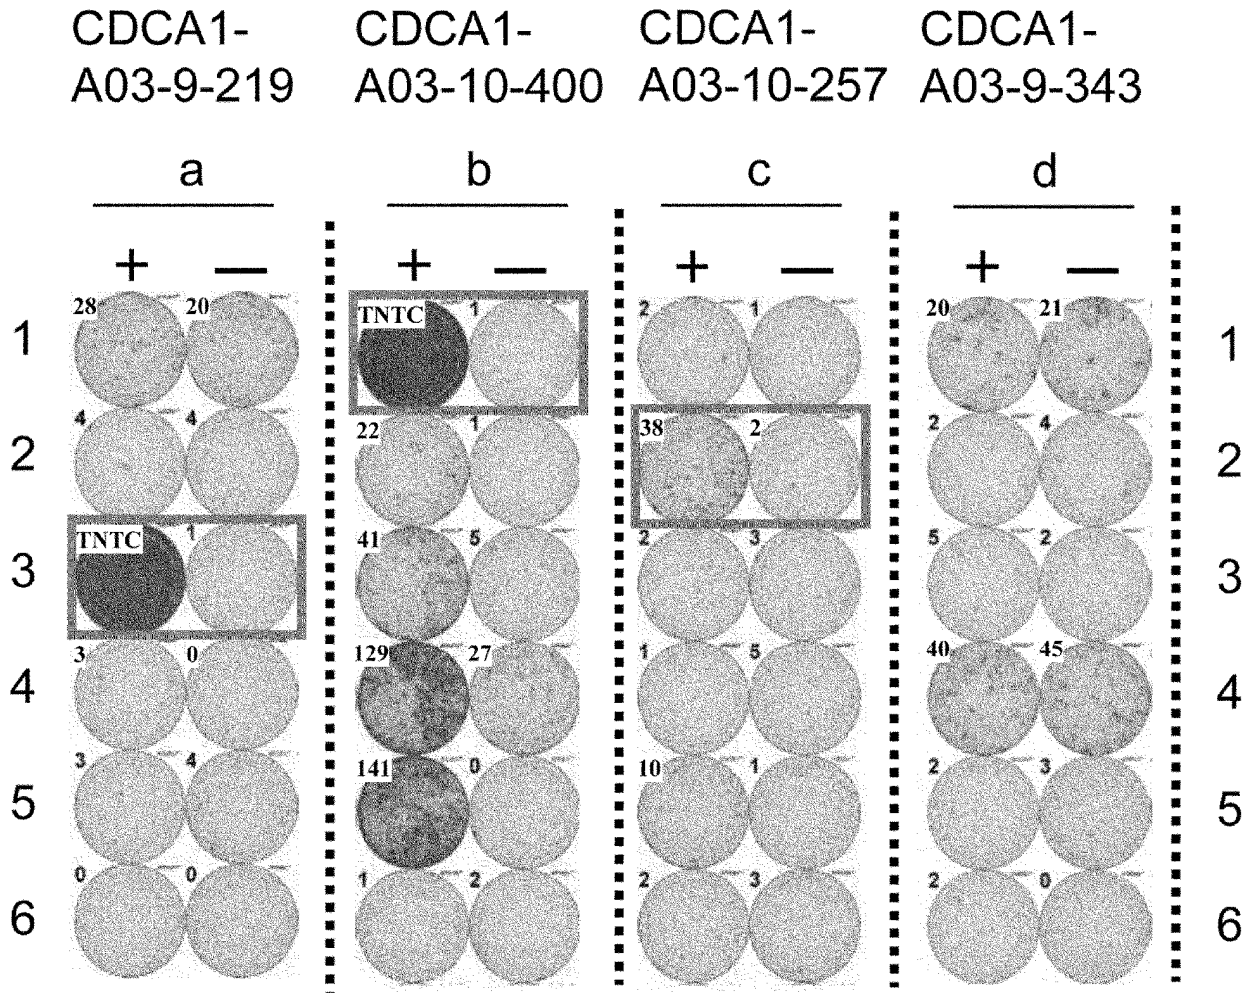 CDCA1- CDCA1- CDCA1- CDCA1-
A03-9-219 A03-10-400 A03-10-257 A03-9-343
a b c d
+ — + — + — + —
28 20 TNTC 1 2 1 20 21
1 1
4 4 22 1 38 2 2 4
2 2
TNTC 1 41 5 2 3 5 2
3 3
3 0 129 27 1 5 40 45
4 4
3 4 141 0 10 1 2 3
5 5
0 0 1 2 2 3 2 0
6 6